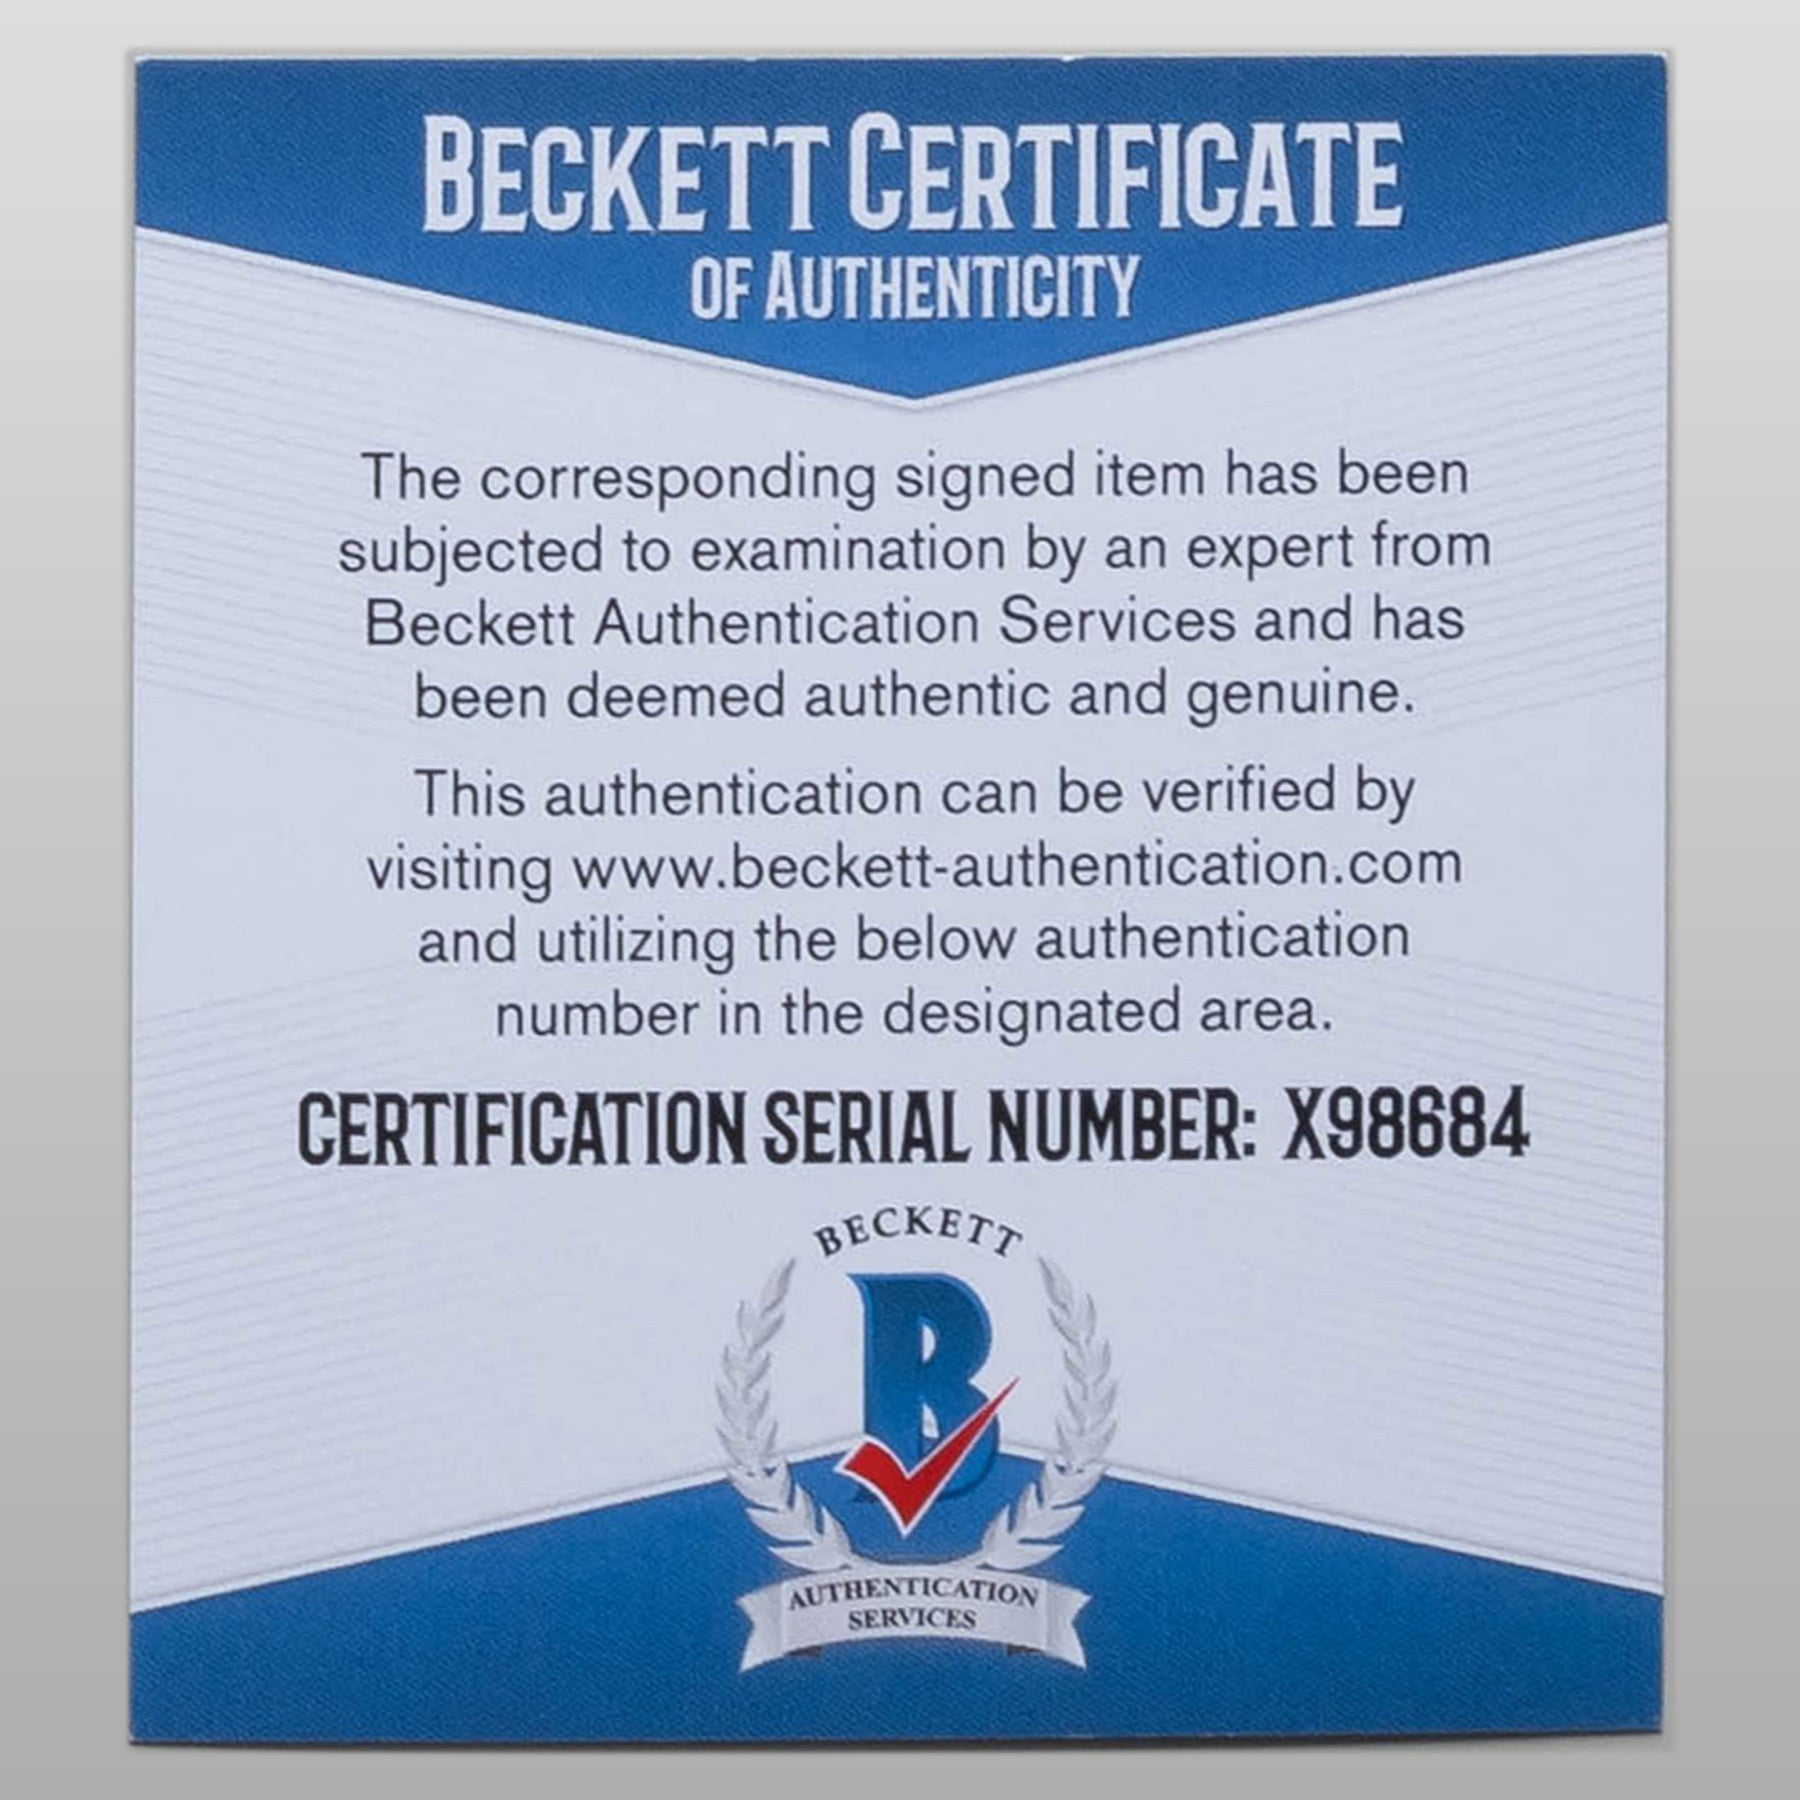 BECKETT CERTIFICATE
OF AUTHENTICITY
The corresponding signed item has been
subjected to examination by an expert from
Beckett Authentication Services and has
been deemed authentic and genuine.
This authentication can be verified by
visiting www.beckett-authentication.com
and utilizing the below authentication
number in the designated area.
CERTIFICATION SERIAL NUMBER: X98684
BECKETT
B
AUTHENTICATION
SERVICES